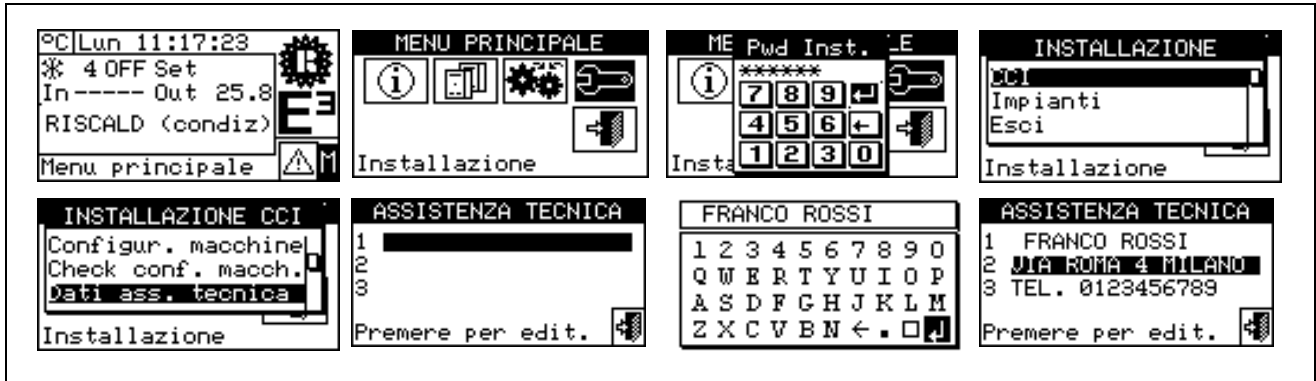 °C Lun 11:17:23
4 OFF Set
In ----- Out 25.8
RISCALD (condiz)
E³
Menu principale
M
MENU PRINCIPALE
i
Installazione
ME Pwd Inst. LE
******
i
7 8 9
4 5 6 ←
1 2 3 0
Insta
INSTALLAZIONE
CCI
Impianti
Esci
Installazione
INSTALLAZIONE CCI
Configur. macchine
Check conf. macch.
Dati ass. tecnica
Installazione
ASSISTENZA TECNICA
1
2
3
Premere per edit.
FRANCO ROSSI
1 2 3 4 5 6 7 8 9 0
Q W E R T Y U I O P
A S D F G H J K L M
Z X C V B N ← .
ASSISTENZA TECNICA
1 FRANCO ROSSI
2 VIA ROMA 4 MILANO
3 TEL. 0123456789
Premere per edit.